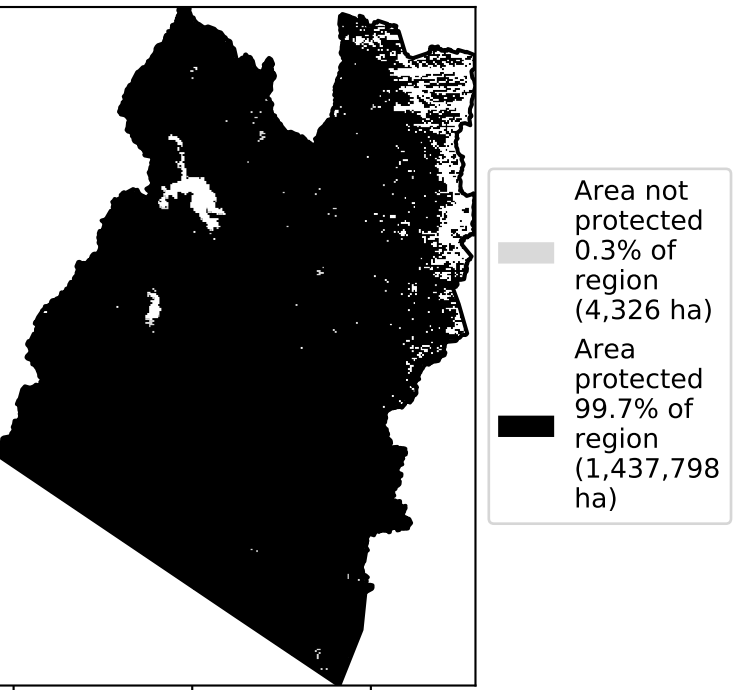 Area not
protected
0.3% of
region
(4,326 ha)
Area
protected
99.7% of
region
(1,437,798
ha)